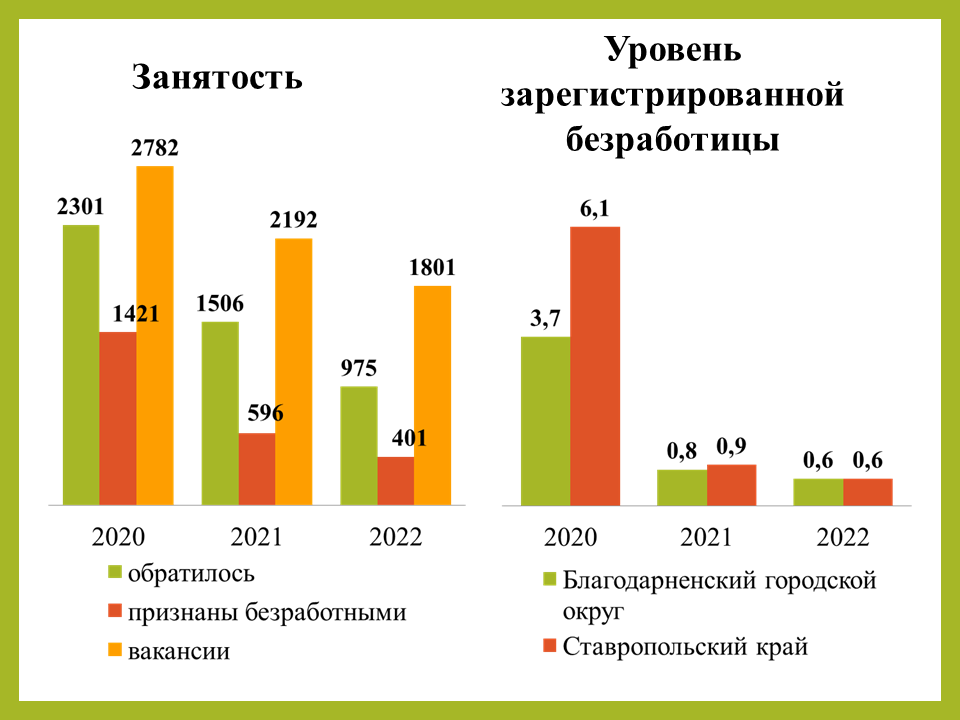 Занятость
2782
2301
1421
2192
1506
596
1801
975
401
2020
2021
2022
обратилось
признаны безработными
вакансии
Уровень
зарегистрированной
безработицы
6,1
3,7
0,8
0,9
0,6
0,6
2020
2021
2022
Благодарненский городской
округ
Ставропольский край